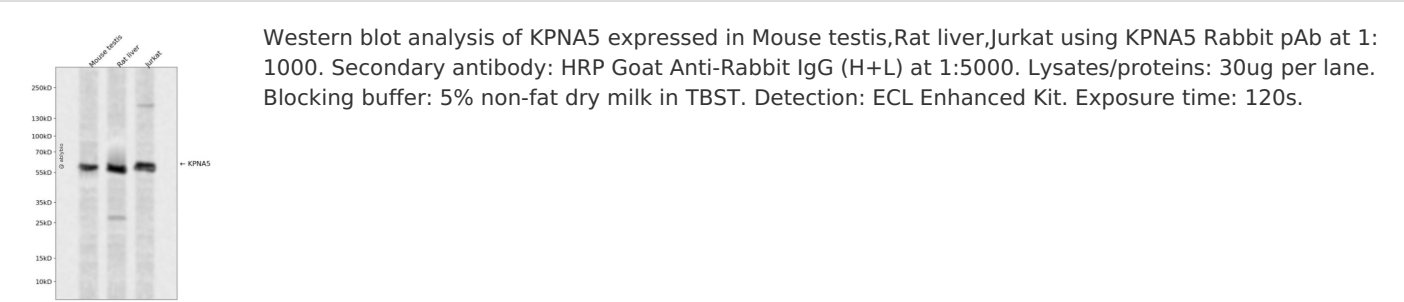 Mouse testis
Rat liver
Jurkat
Western blot analysis of KPNA5 expressed in Mouse testis,Rat liver,Jurkat using KPNA5 Rabbit pAb at 1:
1000. Secondary antibody: HRP Goat Anti-Rabbit IgG (H+L) at 1:5000. Lysates/proteins: 30ug per lane.
Blocking buffer: 5% non-fat dry milk in TBST. Detection: ECL Enhanced Kit. Exposure time: 120s.
250kD
130kD
100kD
70kD
55kD
35kD
25kD
15kD
10kD
← KPNA5